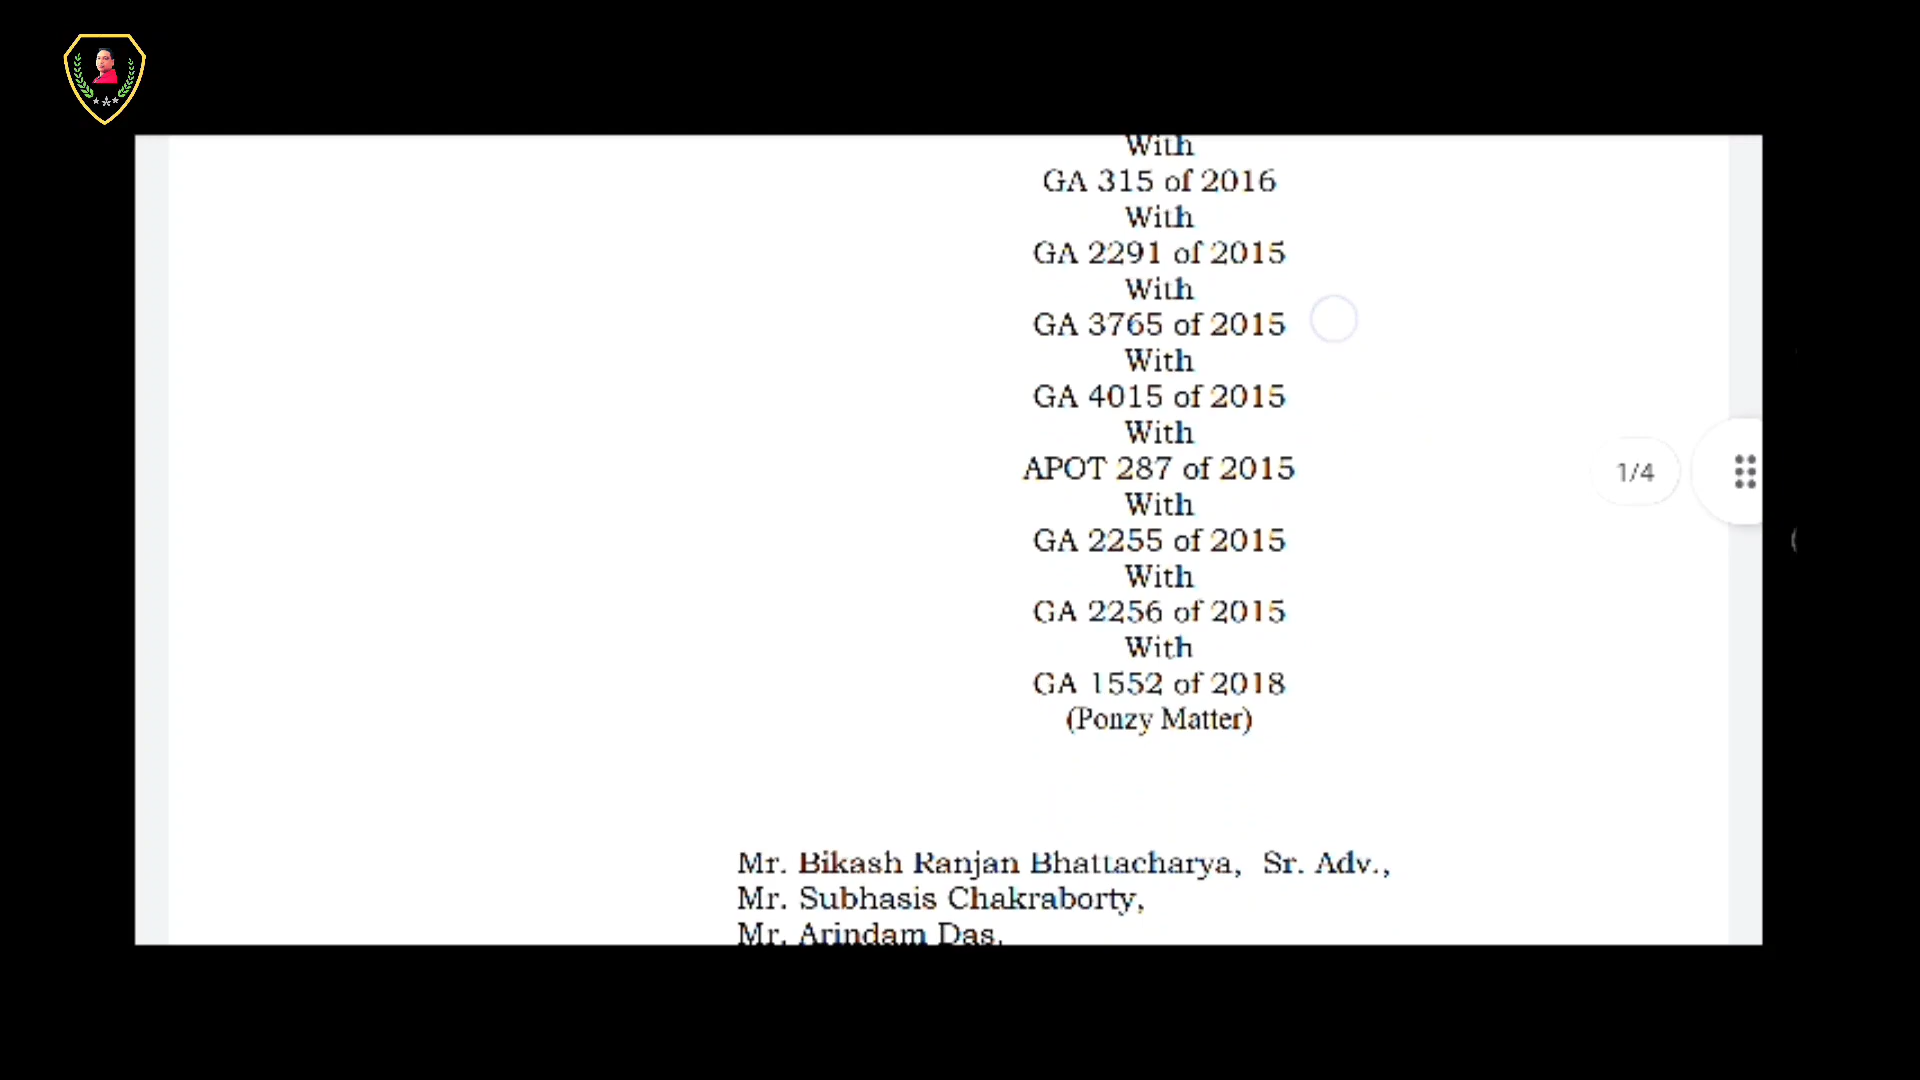 With
GA 315 of 2016
With
GA 2291 of 2015
With
GA 3765 of 2015
With
GA 4015 of 2015
With
APOT 287 of 2015
With
GA 2255 of 2015
With
GA 2256 of 2015
With
GA 1552 of 2018
(Ponzy Matter)
1/4
Mr. Bikash Ranjan Bhattacharya, Sr. Adv.,
Mr. Subhasis Chakraborty,
Mr. Arindam Das,